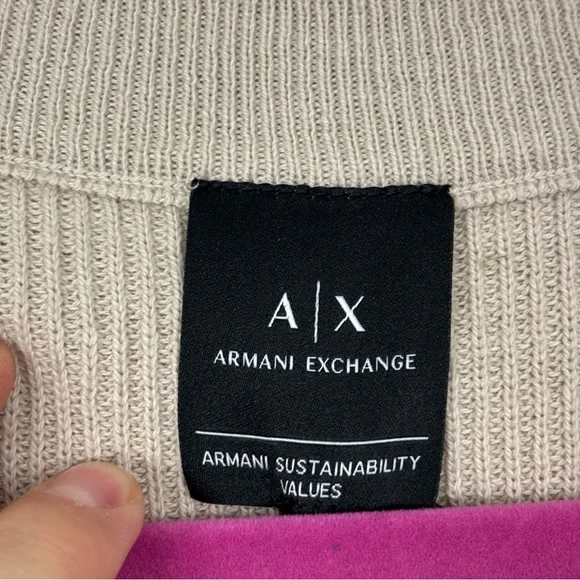 A|X
ARMANI EXCHANGE
ARMANI SUSTAINABILITY
VALUES